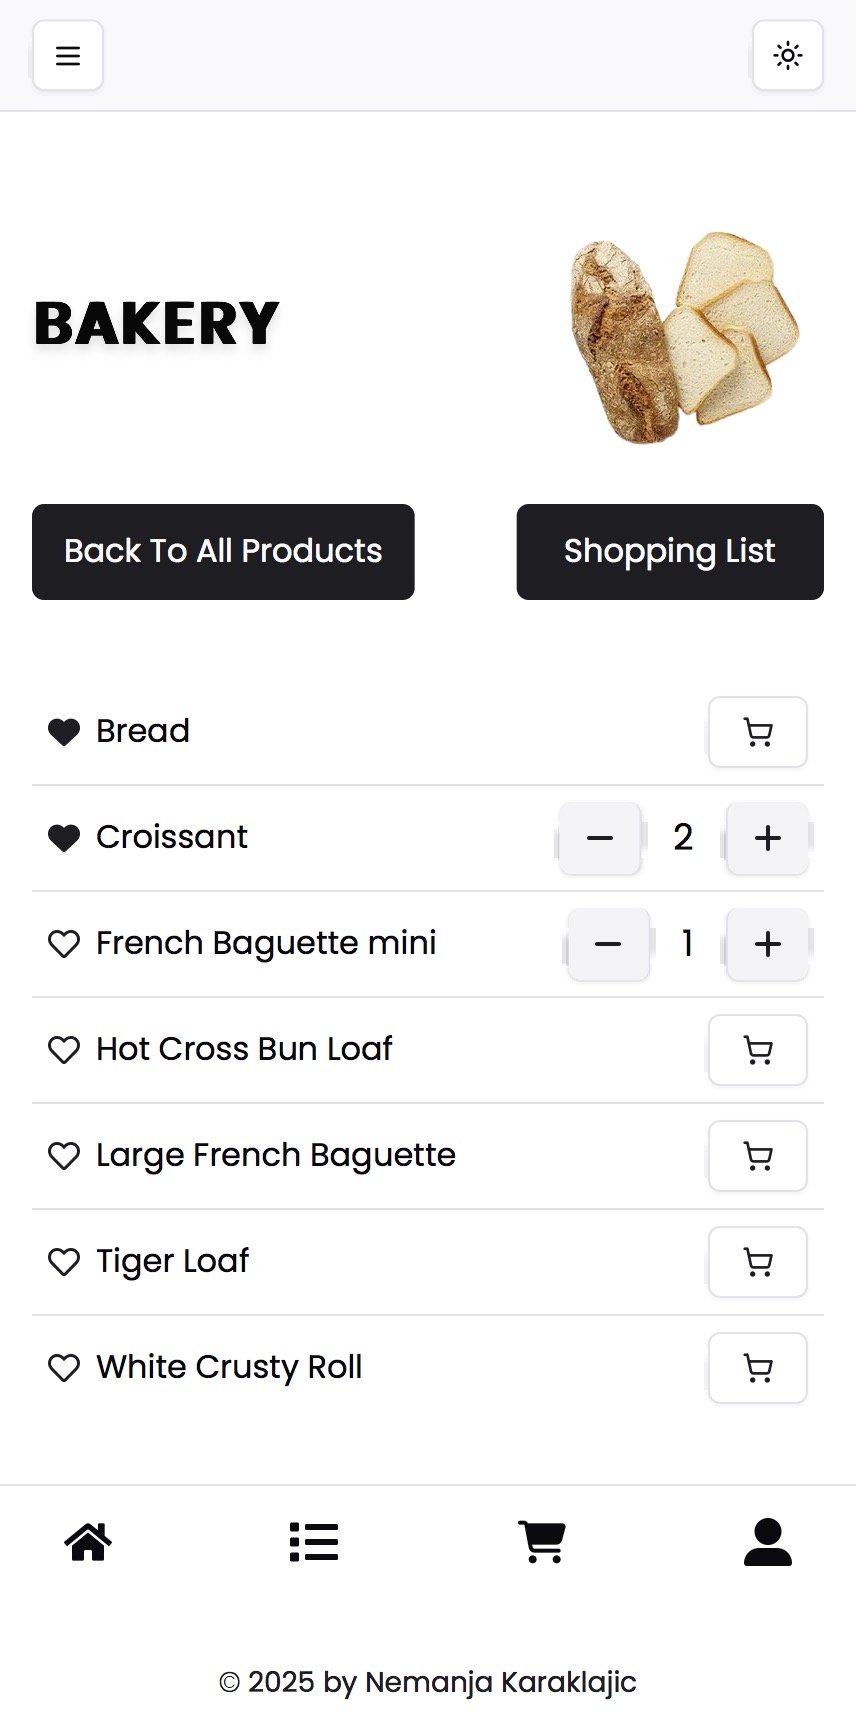 BAKERY
Back To All Products
Shopping List
Bread
Croissant
2
French Baguette mini
1
Hot Cross Bun Loaf
Large French Baguette
Tiger Loaf
White Crusty Roll
© 2025 by Nemanja Karaklajic